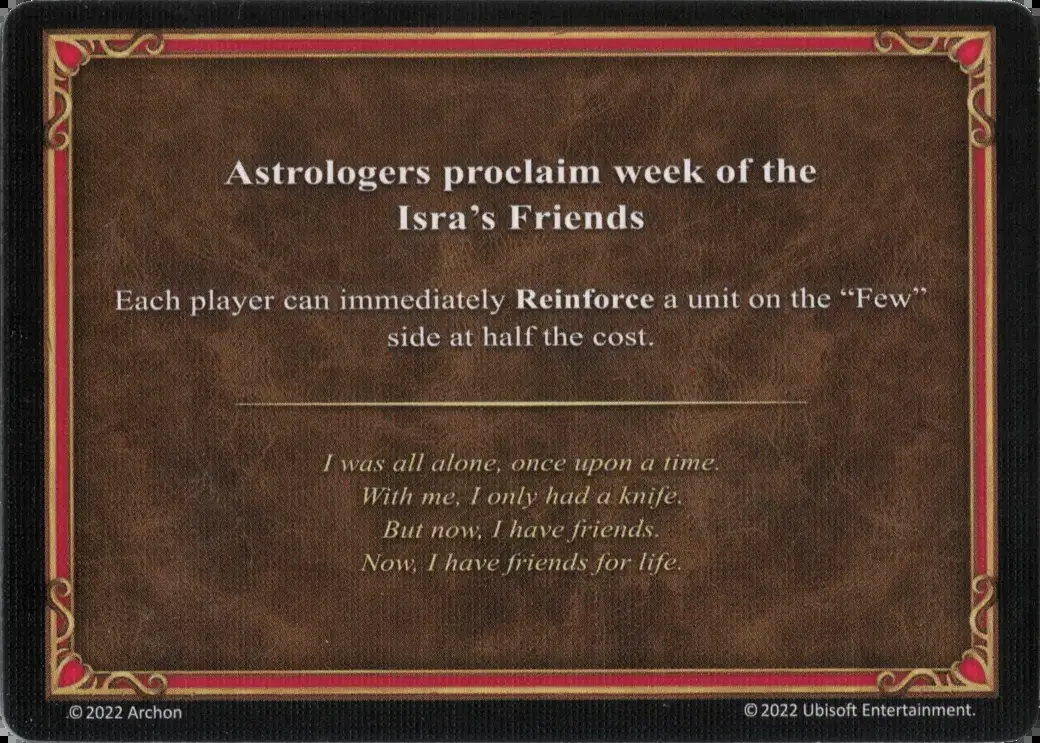 Astrologers proclaim week of the
Isra’s Friends
Each player can immediately Reinforce a unit on the “Few”
side at half the cost.
I was all alone, once upon a time.
With me, I only had a knife.
But now, I have friends.
Now, I have friends for life.
© 2022 Archon
© 2022 Ubisoft Entertainment.